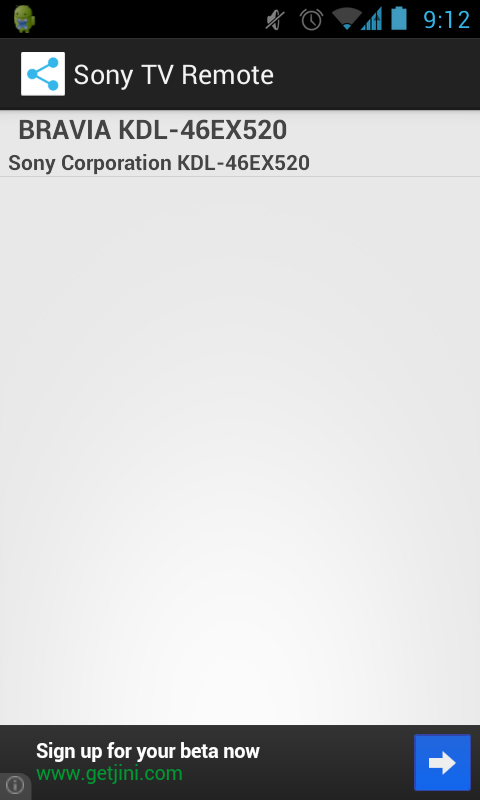 9:12
Sony TV Remote
BRAVIA KDL-46EX520
Sony Corporation KDL-46EX520
Sign up for your beta now
www.getjini.com